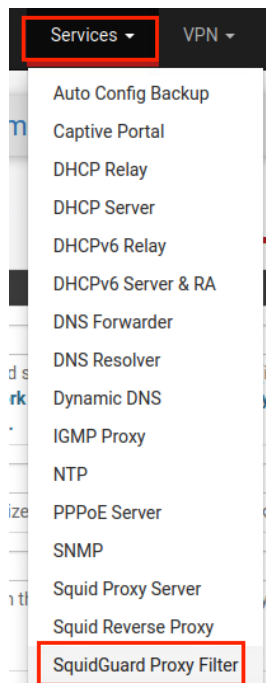 Services VPN
Auto Config Backup
Captive Portal
DHCP Relay
DHCP Server
DHCPv6 Relay
DHCPv6 Server & RA
DNS Forwarder
DNS Resolver
Dynamic DNS
IGMP Proxy
NTP
PPPoE Server
SNMP
Squid Proxy Server
Squid Reverse Proxy
SquidGuard Proxy Filter